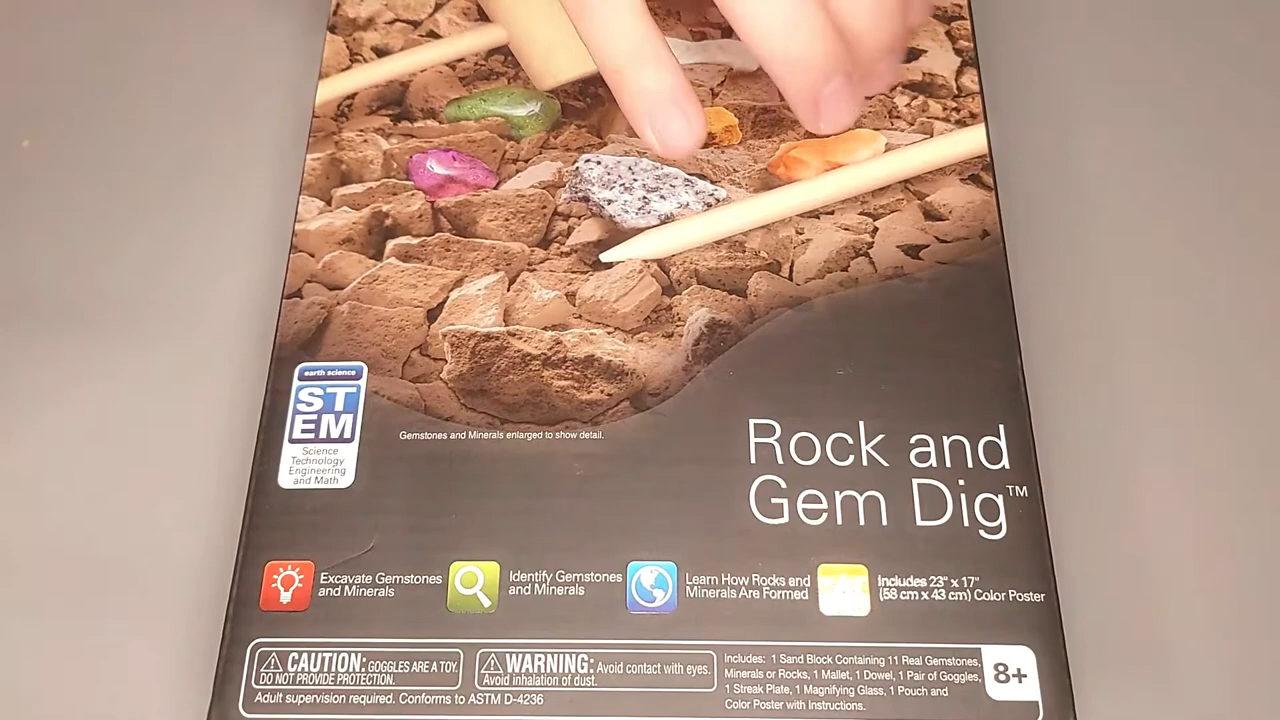 earth science
ST
EM
Science
Technology
Engineering
and Math
Gemstones and Minerals enlarged to show detail.
Rock and
Gem Dig™
Excavate Gemstones
and Minerals
Identify Gemstones
and Minerals
Learn How Rocks and
Minerals Are Formed
Includes 23" x 17"
(58 cm x 43 cm) Color Poster
CAUTION: GOGGLES ARE A TOY.
DO NOT PROVIDE PROTECTION.
WARNING: Avoid contact with eyes.
Avoid inhalation of dust.
Adult supervision required. Conforms to ASTM D-4236
Includes: 1 Sand Block Containing 11 Real Gemstones,
Minerals or Rocks, 1 Mallet, 1 Dowel, 1 Pair of Goggles,
1 Streak Plate, 1 Magnifying Glass, 1 Pouch and
Color Poster with Instructions.
8+